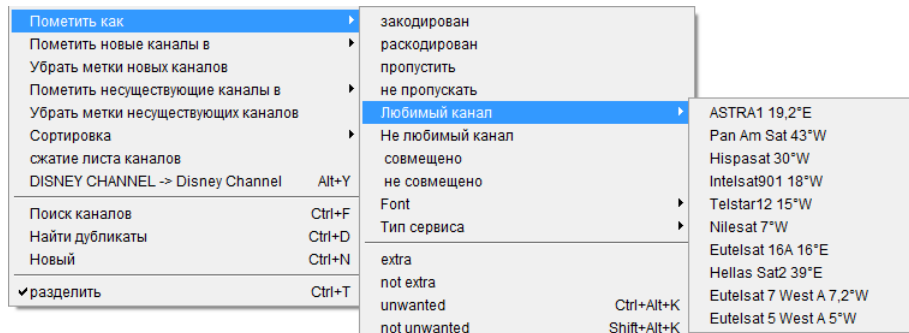 Пометить как
Пометить новые каналы в
Убрать метки новых каналов
Пометить несуществующие каналы в
Убрать метки несуществующих каналов
Сортировка
сжатие листа каналов
DISNEY CHANNEL -> Disney Channel Alt+Y
Поиск каналов Ctrl+F
Найти дубликаты Ctrl+D
Новый Ctrl+N
разделить Ctrl+T
закодирован
раскодирован
пропустить
не пропускать
Любимый канал
Не любимый канал
совмещено
не совмещено
Font
Тип сервиса
extra
not extra
unwanted Ctrl+Alt+K
not unwanted Shift+Alt+K
ASTRA1 19,2°E
Pan Am Sat 43°W
Hispasat 30°W
Intelsat901 18°W
Telstar12 15°W
Nilesat 7°W
Eutelsat 16A 16°E
Hellas Sat2 39°E
Eutelsat 7 West A 7,2°W
Eutelsat 5 West A 5°W